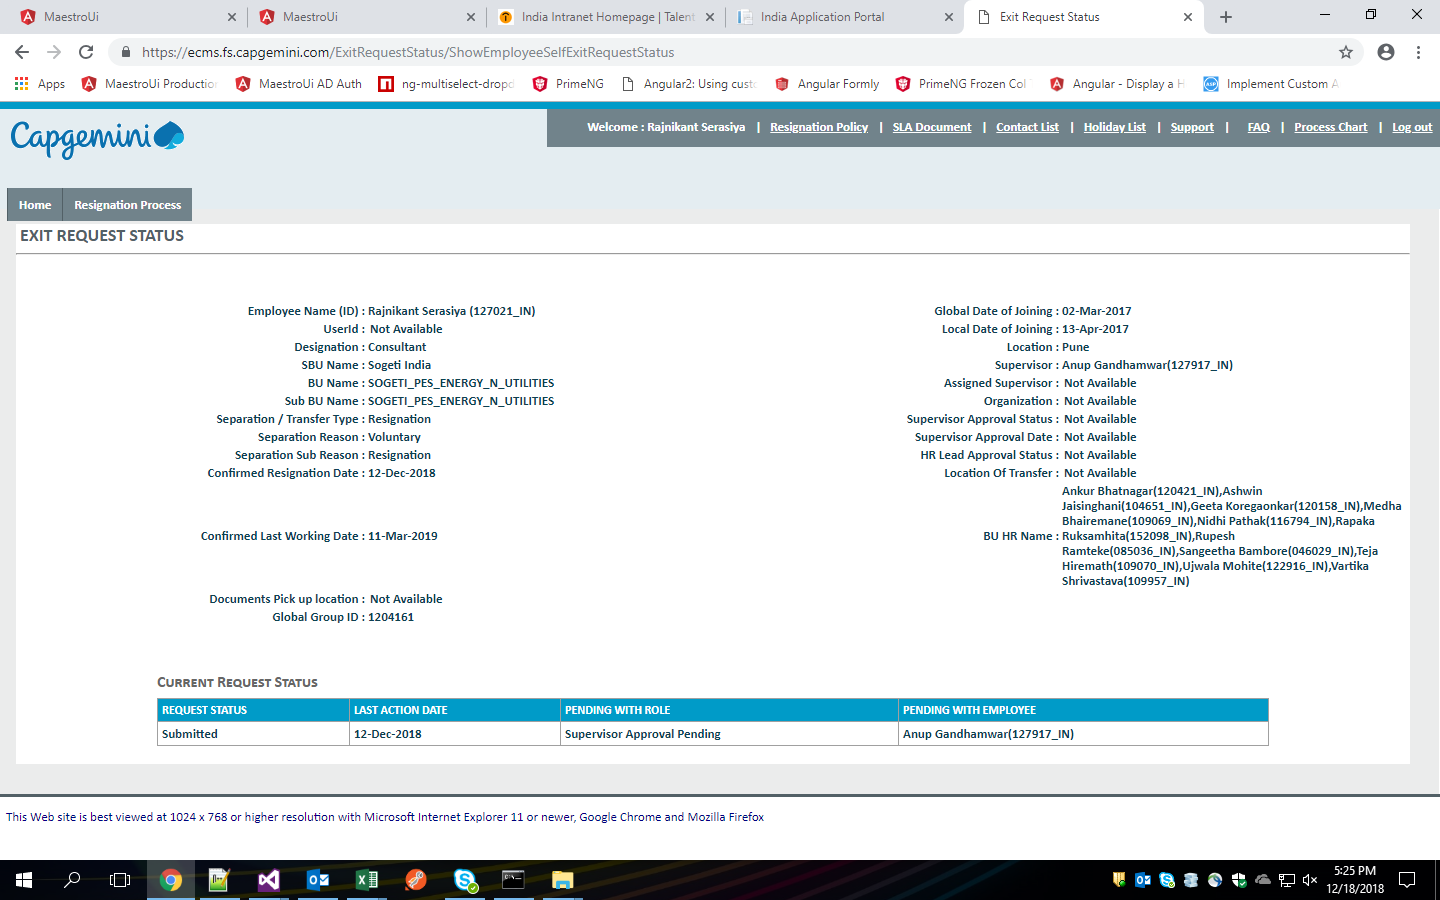 MaestroUi
MaestroUi
India Intranet Homepage | Talent
India Application Portal
Exit Request Status
https://ecms.fs.capgemini.com/ExitRequestStatus/ShowEmployeeSelfExitRequestStatus
Apps
MaestroUi Production
MaestroUi AD Auth
ng-multiselect-dropd
PrimeNG
Angular2: Using custo
Angular Formly
PrimeNG Frozen Col
Angular - Display a H
Implement Custom A
Capgemini
Welcome : Rajnikant Serasiya | Resignation Policy | SLA Document | Contact List | Holiday List | Support | FAQ | Process Chart | Log out
Home
Resignation Process
EXIT REQUEST STATUS
Employee Name (ID) : Rajnikant Serasiya (127021_IN)
UserId : Not Available
Designation : Consultant
SBU Name : Sogeti India
BU Name : SOGETI_PES_ENERGY_N_UTILITIES
Sub BU Name : SOGETI_PES_ENERGY_N_UTILITIES
Separation / Transfer Type : Resignation
Separation Reason : Voluntary
Separation Sub Reason : Resignation
Confirmed Resignation Date : 12-Dec-2018
Confirmed Last Working Date : 11-Mar-2019
Documents Pick up location : Not Available
Global Group ID : 1204161
Global Date of Joining : 02-Mar-2017
Local Date of Joining : 13-Apr-2017
Location : Pune
Supervisor : Anup Gandhamwar(127917_IN)
Assigned Supervisor : Not Available
Organization : Not Available
Supervisor Approval Status : Not Available
Supervisor Approval Date : Not Available
HR Lead Approval Status : Not Available
Location Of Transfer : Not Available
Ankur Bhatnagar(120421_IN),Ashwin
Jaisinghani(104651_IN),Geeta Koregaonkar(120158_IN),Medha
Bhairemane(109069_IN),Nidhi Pathak(116794_IN),Rapaka
BU HR Name : Ruksamhita(152098_IN),Rupesh
Ramteke(085036_IN),Sangeetha Bambore(046029_IN),Teja
Hiremath(109070_IN),Ujwala Mohite(122916_IN),Vartika
Shrivastava(109957_IN)
CURRENT REQUEST STATUS
REQUEST STATUS
LAST ACTION DATE
PENDING WITH ROLE
PENDING WITH EMPLOYEE
Submitted
12-Dec-2018
Supervisor Approval Pending
Anup Gandhamwar(127917_IN)
This Web site is best viewed at 1024 x 768 or higher resolution with Microsoft Internet Explorer 11 or newer, Google Chrome and Mozilla Firefox
5:25 PM
12/18/2018